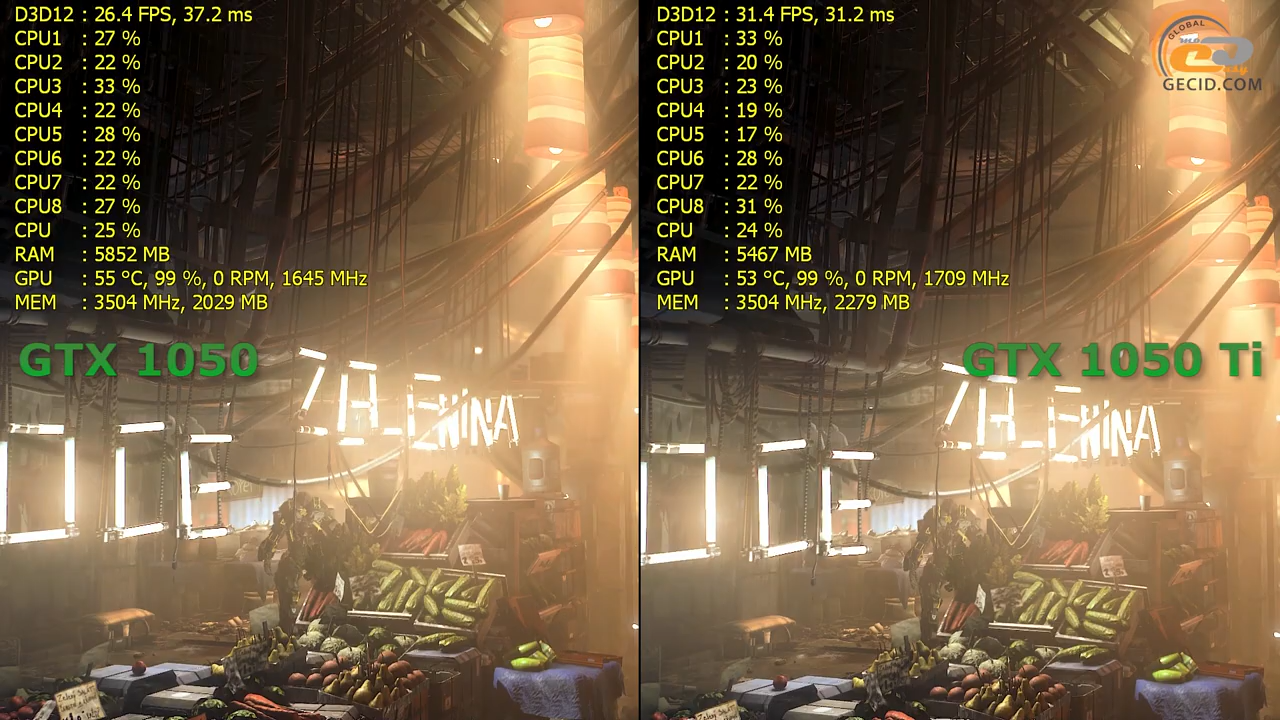 D3D12 : 26.4 FPS, 37.2 ms
CPU1 : 27 %
CPU2 : 22 %
CPU3 : 33 %
CPU4 : 22 %
CPU5 : 28 %
CPU6 : 22 %
CPU7 : 22 %
CPU8 : 27 %
CPU : 25 %
RAM : 5852 MB
GPU : 55 °C, 99 %, 0 RPM, 1645 MHz
MEM : 3504 MHz, 2029 MB
GTX 1050
D3D12 : 31.4 FPS, 31.2 ms
CPU1 : 33 %
CPU2 : 20 %
CPU3 : 23 %
CPU4 : 19 %
CPU5 : 17 %
CPU6 : 28 %
CPU7 : 22 %
CPU8 : 31 %
CPU : 24 %
RAM : 5467 MB
GPU : 53 °C, 99 %, 0 RPM, 1709 MHz
MEM : 3504 MHz, 2279 MB
GTX 1050 Ti
GLOBAL
GECID.COM